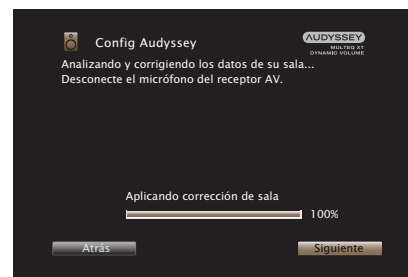 Config Audyssey
AUDYSSEY
MULTEQ XT
DYNAMIC VOLUME
Analizando y corrigiendo los datos de su sala...
Desconecte el micrófono del receptor AV.
Aplicando corrección de sala
100%
Atrás
Siguiente